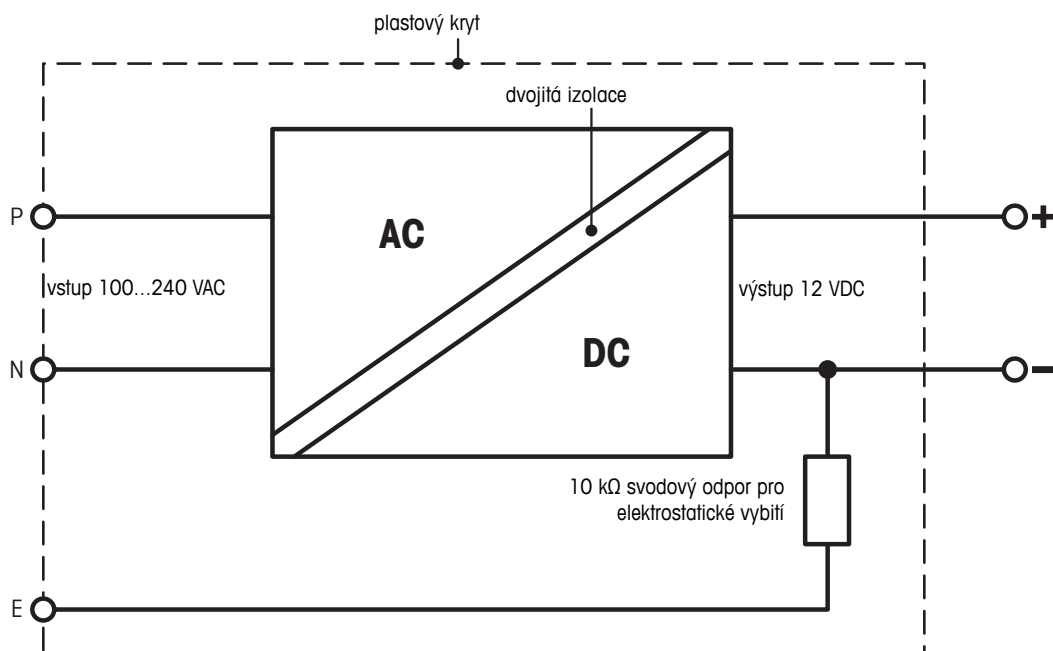 plastový kryt
dvojitá izolace
P
AC
+
vstup 100...240 VAC
výstup 12 VDC
N
DC
−
10 kΩ svodový odpor pro
elektrostatické vybití
E